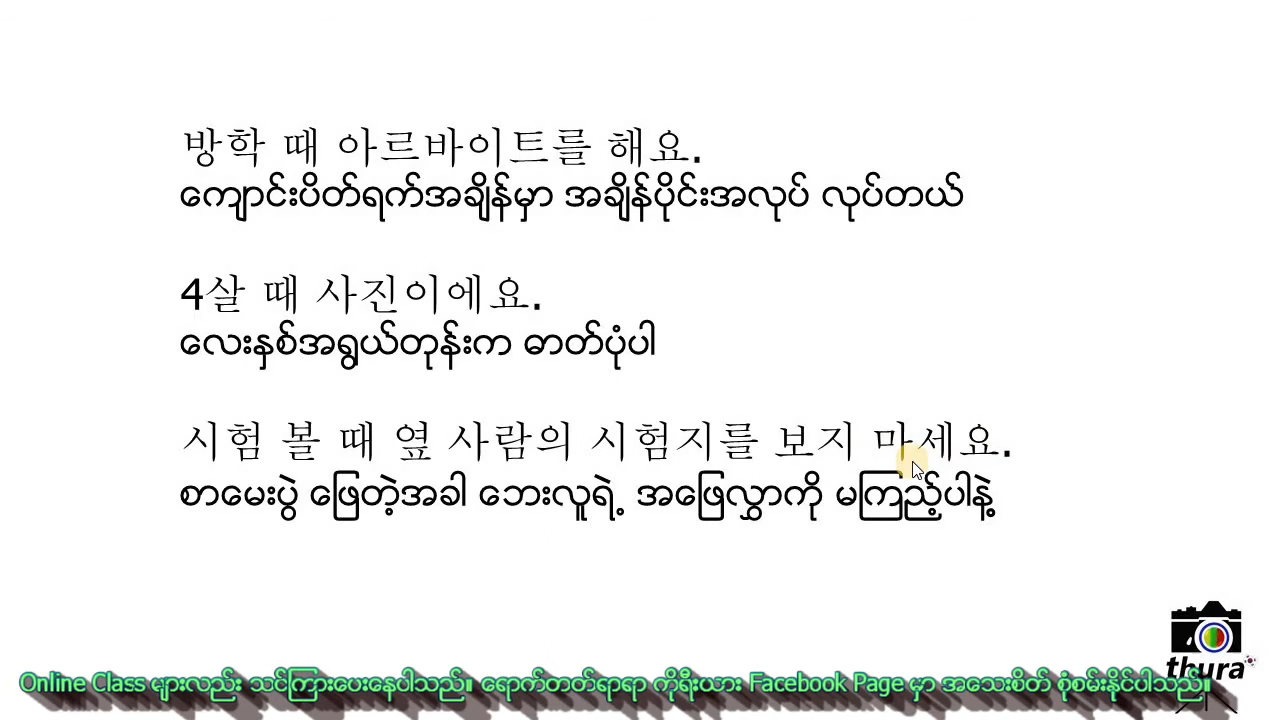 방학 때 아르바이트를 해요.
ကျောင်းပိတ်ရက်အချိန်မှာ အချိန်ပိုင်းအလုပ် လုပ်တယ်
4살 때 사진이에요.
လေးနှစ်အရွယ်တုန်းက ဓာတ်ပုံပါ
시험 볼 때 옆 사람의 시험지를 보지 마세요.
စာမေးပွဲ ဖြေတဲ့အခါ ဘေးလူရဲ့ အဖြေလွှာကို မကြည့်ပါနဲ့
thura
Online Class များလည်း သင်ကြားပေးနေပါသည်။ ရောက်တတ်ရာရာ ကိုရီးယား Facebook Page မှာ အသေးစိတ် စုံစမ်းနိုင်ပါသည်။